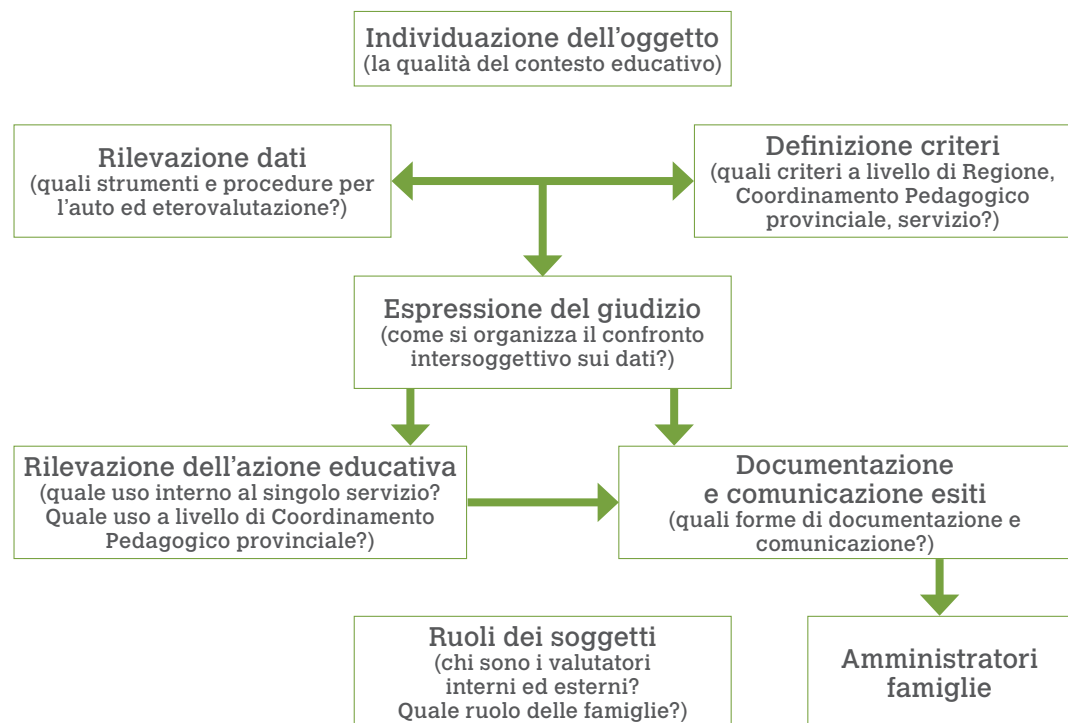 Individuazione dell'oggetto
(la qualità del contesto educativo)
Rilevazione dati
(quali strumenti e procedure per
l'auto ed eterovalutazione?)
Definizione criteri
(quali criteri a livello di Regione,
Coordinamento Pedagogico
provinciale, servizio?)
Espressione del giudizio
(come si organizza il confronto
intersoggettivo sui dati?)
Rilevazione dell'azione educativa
(quale uso interno al singolo servizio?
Quale uso a livello di Coordinamento
Pedagogico provinciale?)
Documentazione
e comunicazione esiti
(quali forme di documentazione e
comunicazione?)
Ruoli dei soggetti
(chi sono i valutatori
interni ed esterni?
Quale ruolo delle famiglie?)
Amministratori
famiglie